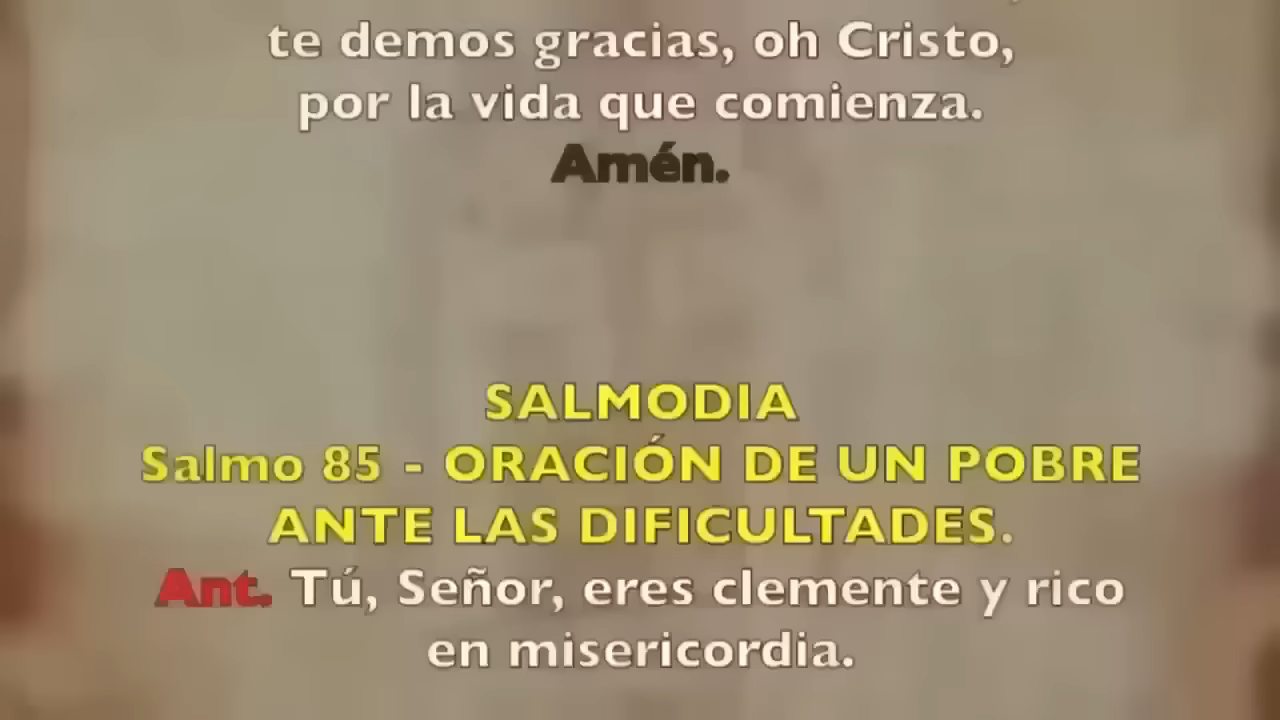 te demos gracias, oh Cristo,
por la vida que comienza.
Amén.
SALMODIA
Salmo 85 - ORACIÓN DE UN POBRE
ANTE LAS DIFICULTADES.
Ant. Tú, Señor, eres clemente y rico
en misericordia.